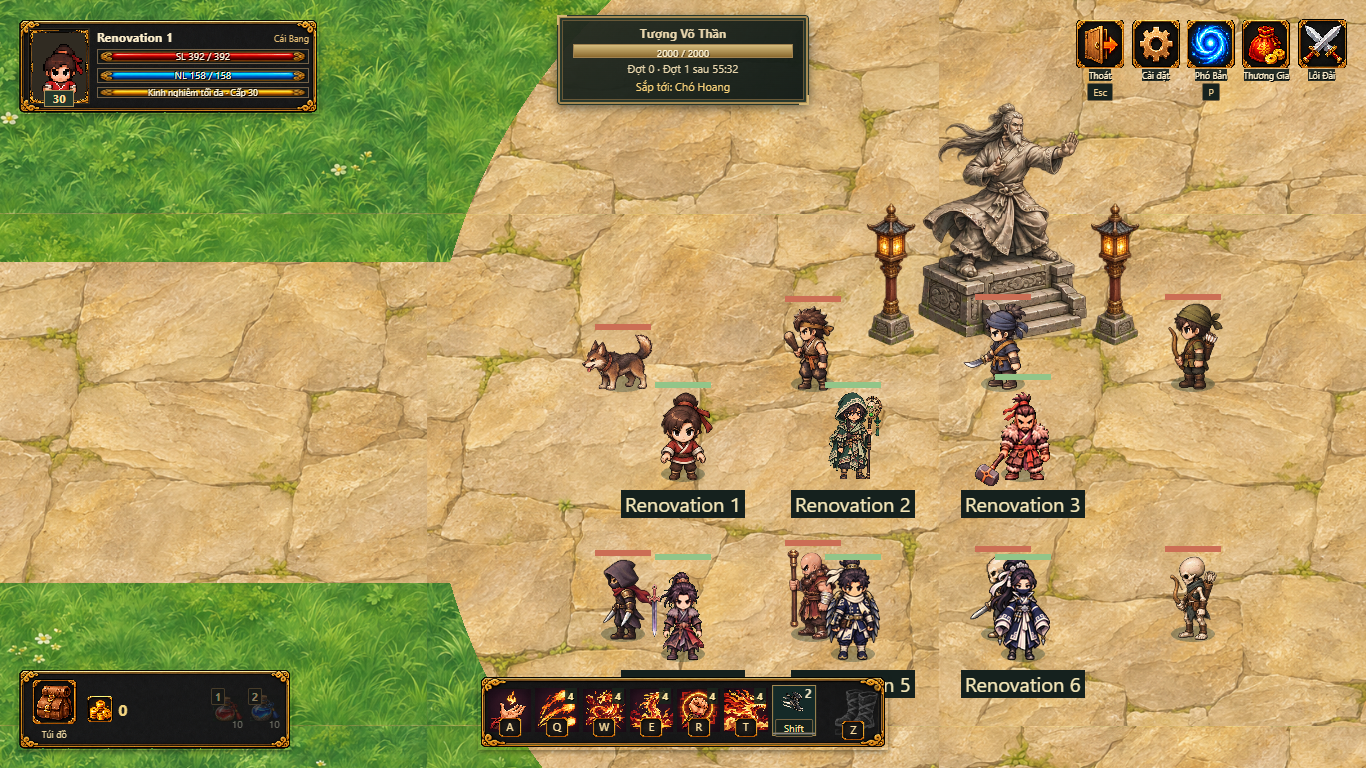 Renovation 1
Cái Bang
SL 392 / 392
NL 158 / 158
Kinh nghiệm tối đa - Cấp 30
30
Tượng Võ Thần
2000 / 2000
Đợt 0 · Đợt 1 sau 55:32
Sắp tới: Chó Hoang
Thoát
Cài đặt
Phó Bản
Thương Gia
Lôi Đài
Esc
P
Renovation 1
Renovation 2
Renovation 3
n 5
Renovation 6
Túi đồ
0
1
2
10
10
4
4
4
4
4
2
A
Q
W
E
R
T
Shift
Z